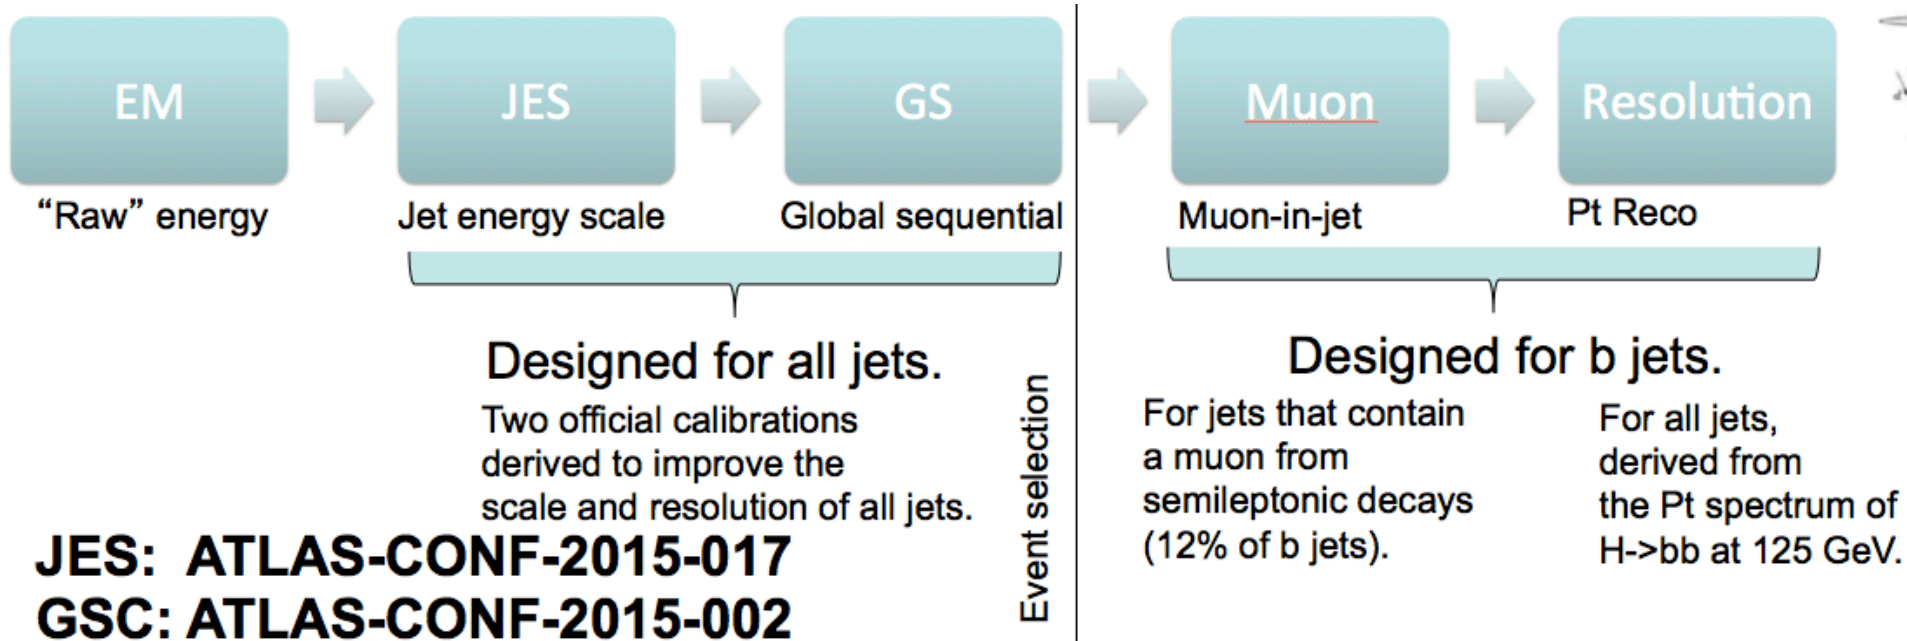 EM
JES
GS
Muon
Resolution
“Raw” energy
Jet energy scale
Global sequential
Muon-in-jet
Pt Reco
Designed for all jets.
Two official calibrations
derived to improve the
scale and resolution of all jets.
JES: ATLAS-CONF-2015-017
GSC: ATLAS-CONF-2015-002
Event selection
Designed for b jets.
For jets that contain
a muon from
semileptonic decays
(12% of b jets).
For all jets,
derived from
the Pt spectrum of
H->bb at 125 GeV.